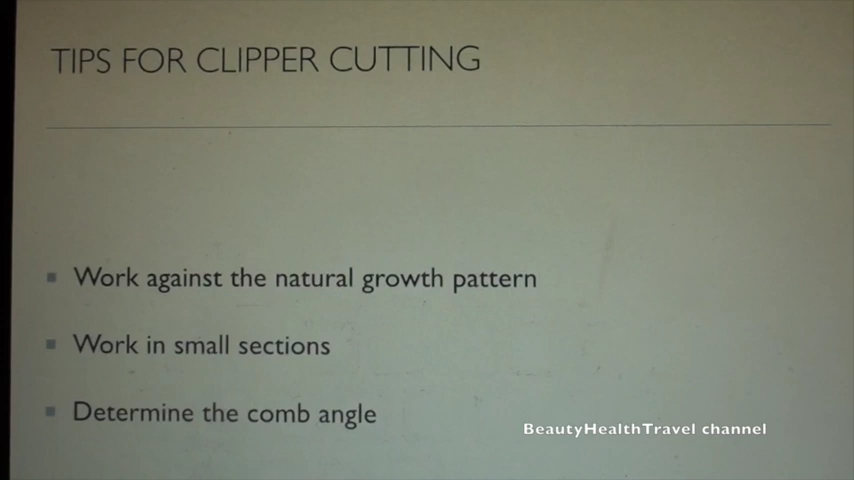 TIPS FOR CLIPPER CUTTING
Work against the natural growth pattern
Work in small sections
Determine the comb angle
BeautyHealthTravel channel